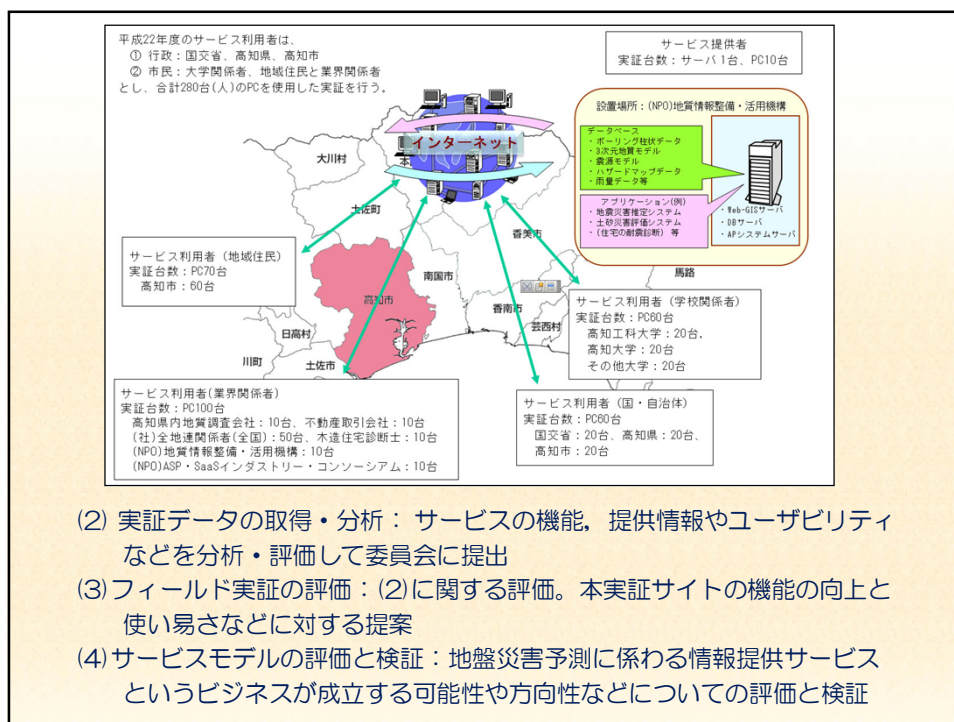 平成22年度のサービス利用者は、
① 行政：国交省、高知県、高知市
② 市民：大学関係者、地域住民と業界関係者
とし、合計280台(人)のPCを使用した実証を行う。
サービス提供者
実証台数：サーバ1台、PC10台
設置場所：(NPO)地質情報整備・活用機構
データベース
・ボーリング柱状データ
・3次元地質モデル
・震源モデル
・ハザードマップデータ
・雨量データ等
アプリケーション(例)
・地震災害推定システム
・土砂災害評価システム
・(住宅の耐震診断) 等
・Web-GISサーバ
・DBサーバ
・APシステムサーバ
インターネット
本
大川村
土佐町
香美市
サービス利用者（地域住民）
実証台数：PC70台
高知市：60台
高知市
南国市
香南市
芸西村
馬路
日高村
川町
土佐市
サービス利用者（学校関係者）
実証台数：PC60台
高知工科大学：20台，
高知大学：20台
その他大学：20台
サービス利用者(業界関係者)
実証台数：PC100台
高知県内地質調査会社：10台、不動産取引会社：10台
(社)全地連関係者(全国)：50台、木造住宅診断士：10台
(NPO)地質情報整備・活用機構：10台
(NPO)ASP・SaaSインダストリー・コンソーシアム：10台
サービス利用者（国・自治体）
実証台数：PC60台
国交省：20台、高知県：20台、
高知市：20台
(2) 実証データの取得・分析： サービスの機能，提供情報やユーザビリティ
などを分析・評価して委員会に提出
(3)フィールド実証の評価：(2)に関する評価。本実証サイトの機能の向上と
使い易さなどに対する提案
(4)サービスモデルの評価と検証：地盤災害予測に係わる情報提供サービス
というビジネスが成立する可能性や方向性などについての評価と検証